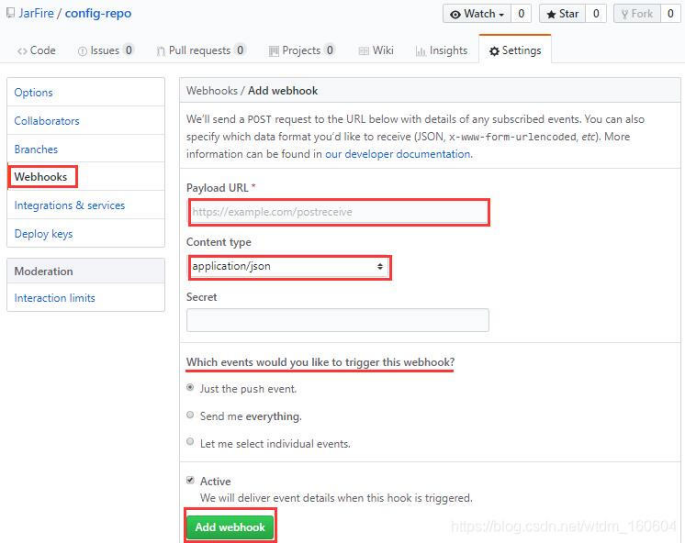 JarFire / config-repo
Watch 0 Star 0 Fork 0
Code Issues 0 Pull requests 0 Projects 0 Wiki Insights Settings
Options
Collaborators
Branches
Webhooks
Integrations & services
Deploy keys
Moderation
Interaction limits
Webhooks / Add webhook
We'll send a POST request to the URL below with details of any subscribed events. You can also
specify which data format you'd like to receive (JSON, x-www-form-urlencoded, etc). More
information can be found in our developer documentation.
Payload URL *
https://example.com/postreceive
Content type
application/json
Secret
Which events would you like to trigger this webhook?
Just the push event.
Send me everything.
Let me select individual events.
Active
We will deliver event details when this hook is triggered.
Add webhook
https://blog.csdn.net/wtdm_160604